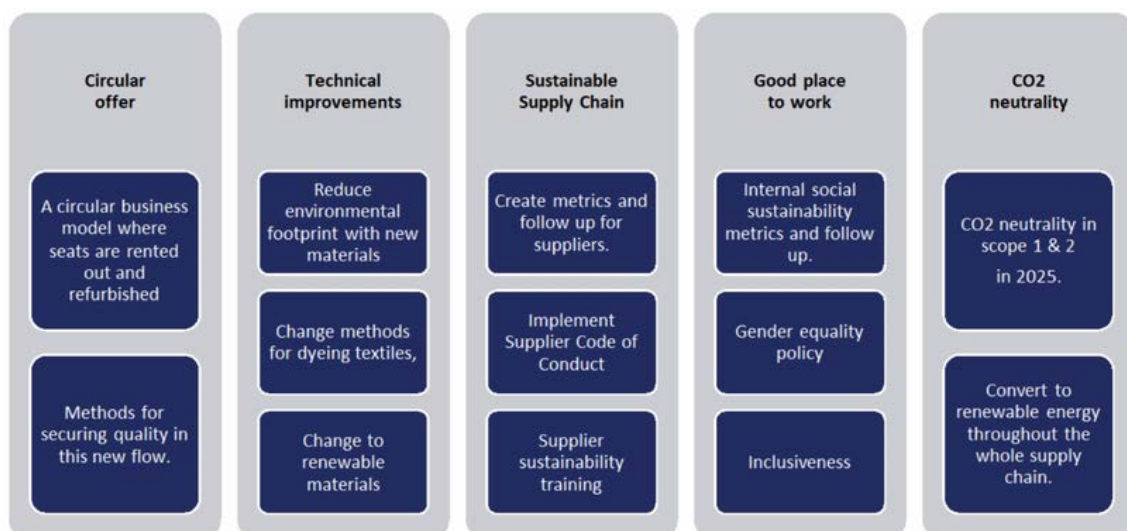 Circular
offer
A circular business
model where
seats are rented
out and
refurbished
Methods for
securing quality in
this new flow.
Technical
improvements
Reduce
environmental
footprint with new
materials
Change methods
for dyeing textiles,
Change to
renewable
materials
Sustainable
Supply Chain
Create metrics and
follow up for
suppliers.
Implement
Supplier Code of
Conduct
Supplier
sustainability
training
Good place
to work
Internal social
sustainability
metrics and follow
up.
Gender equality
policy
Inclusiveness
CO2
neutrality
CO2 neutrality in
scope 1 & 2
in 2025.
Convert to
renewable energy
throughout the
whole supply
chain.